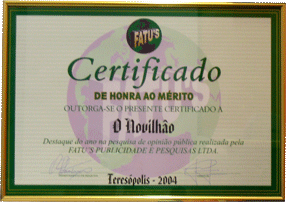 FATU'S
Certificado
DE HONRA AO MÉRITO
OUTORGA-SE O PRESENTE CERTIFICADO À
O Novilhão
Destaque do ano na pesquisa de opinião pública realizada pela
FATU'S PUBLICIDADE E PESQUISAS LTDA.
Teresópolis - 2004